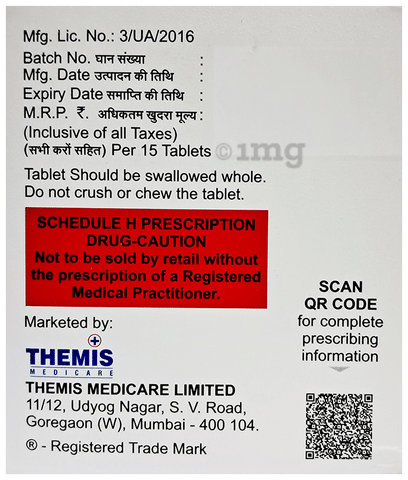 Mfg. Lic. No.: 3/UA/2016
Batch No. घान संख्या :
Mfg. Date उत्पादन की तिथि :
Expiry Date समाप्ति की तिथि :
M.R.P. ₹. अधिकतम खुदरा मूल्य :
(Inclusive of all Taxes)
(सभी करों सहित) Per 15 Tablets
©1mg
Tablet Should be swallowed whole.
Do not crush or chew the tablet.
SCHEDULE H PRESCRIPTION
DRUG-CAUTION
Not to be sold by retail without
the prescription of a Registered
Medical Practitioner.
SCAN
QR CODE
for complete
prescribing
information
Marketed by:
THEMIS
MEDICARE
THEMIS MEDICARE LIMITED
11/12, Udyog Nagar, S. V. Road,
Goregaon (W), Mumbai - 400 104.
® - Registered Trade Mark